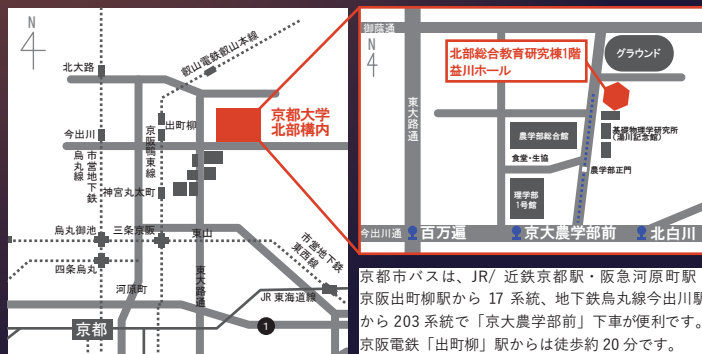 N
北大路
叡山電鉄叡山本線
出町柳
京都大学
北部構内
今出川
烏丸線
市営地下鉄
京阪鴨東線
神宮丸太町
烏丸御池
三条京阪
東山
市営地下鉄
東西線
四条烏丸
河原町
東大路通
JR 東海道線
京都
1
御蔭通
N
北部総合教育研究棟1階
益川ホール
グラウンド
東大路通
農学部総合館
基礎物理学研究所
(湯川記念館)
食堂・生協
農学部正門
理学部
1号館
今出川通
百万遍
京大農学部前
北白川
京都市バスは、JR/ 近鉄京都駅・阪急河原町駅
京阪出町柳駅から 17 系統、地下鉄烏丸線今出川駅
から 203 系統で「京大農学部前」下車が便利です。
京阪電鉄「出町柳」駅からは徒歩約 20 分です。